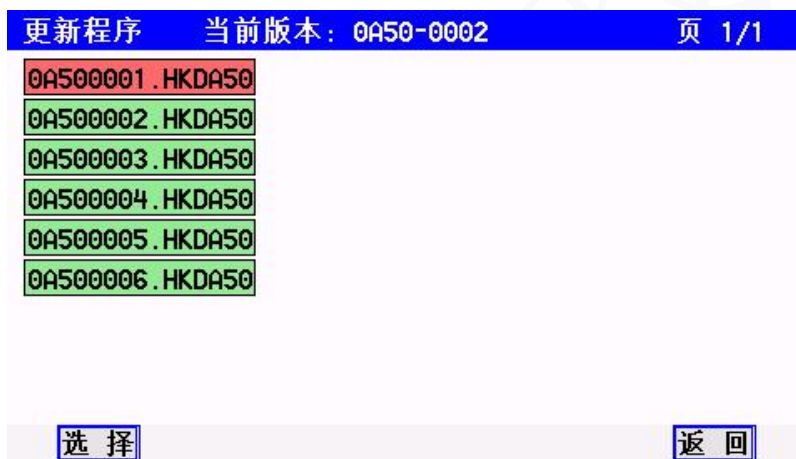 更新程序 当前版本: 0A50-0002 页 1/1
0A500001.HKDA50
0A500002.HKDA50
0A500003.HKDA50
0A500004.HKDA50
0A500005.HKDA50
0A500006.HKDA50
选 择 返 回